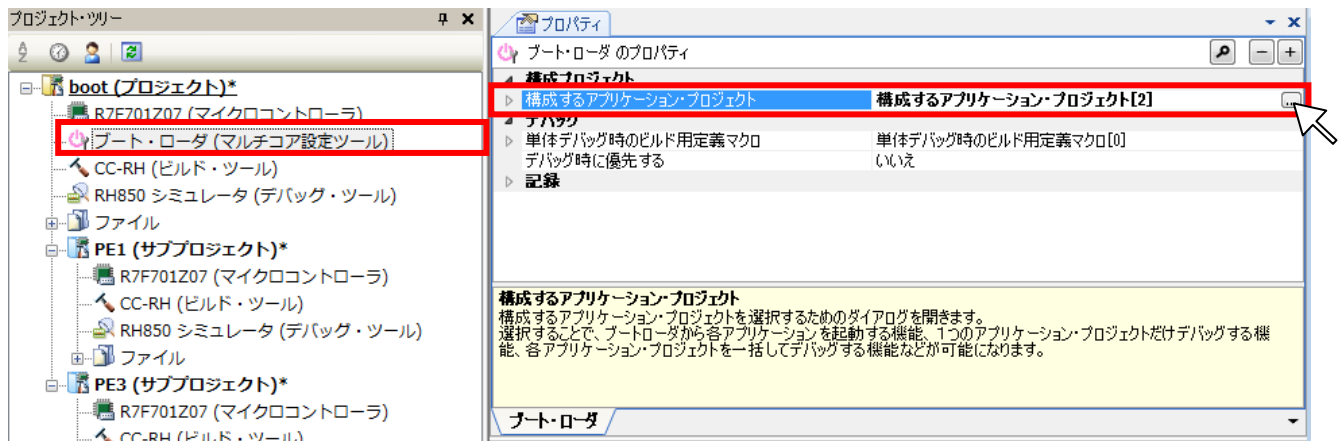 プロジェクト・ツリー
boot (プロジェクト)*
R7F701Z07 (マイクロコントローラ)
ブート・ローダ (マルチコア設定ツール)
CC-RH (ビルド・ツール)
RH850 シミュレータ (デバッグ・ツール)
ファイル
PE1 (サブプロジェクト)*
R7F701Z07 (マイクロコントローラ)
CC-RH (ビルド・ツール)
RH850 シミュレータ (デバッグ・ツール)
ファイル
PE3 (サブプロジェクト)*
R7F701Z07 (マイクロコントローラ)
CC-RH (ビルド・ツール)
プロパティ
ブート・ローダ のプロパティ
構成プロジェクト
構成するアプリケーション・プロジェクト 構成するアプリケーション・プロジェクト[2]
デバッグ
単体デバッグ時のビルド用定義マクロ 単体デバッグ時のビルド用定義マクロ[0]
デバッグ時に優先する いいえ
記録
構成するアプリケーション・プロジェクト
構成するアプリケーション・プロジェクトを選択するためのダイアログを開きます。
選択することで、ブートローダから各アプリケーションを起動する機能、1つのアプリケーション・プロジェクトだけデバッグする機
能、各アプリケーション・プロジェクトを一括してデバッグする機能などが可能になります。
ブート・ローダ